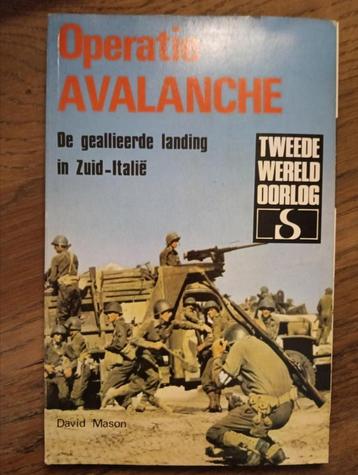 Operatie
AVALANCHE
De geallieerde landing
in Zuid-Italië
TWEEDE
WERELD
OORLOG
S
David Mason